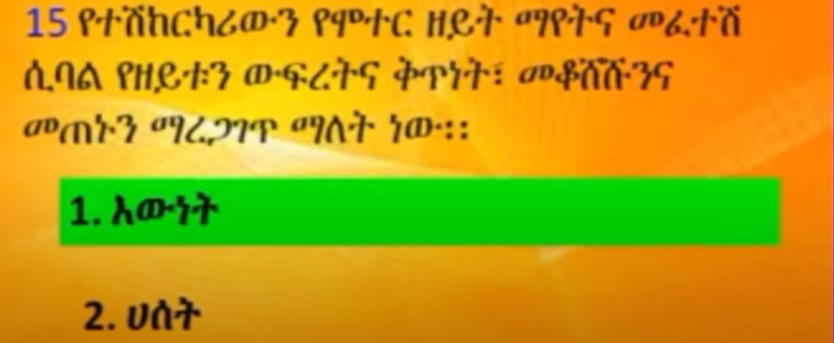 15 የተሽከርካሪውን የሞተር ዘይት ማየትና መፈተሽ
ሲባል የዘይቱን ውፍረትና ቅጥነት፤ መቆሸሹንና
መጠኑን ማረጋገጥ ማለት ነው፡፡
1. እውነት
2. ሀሰት